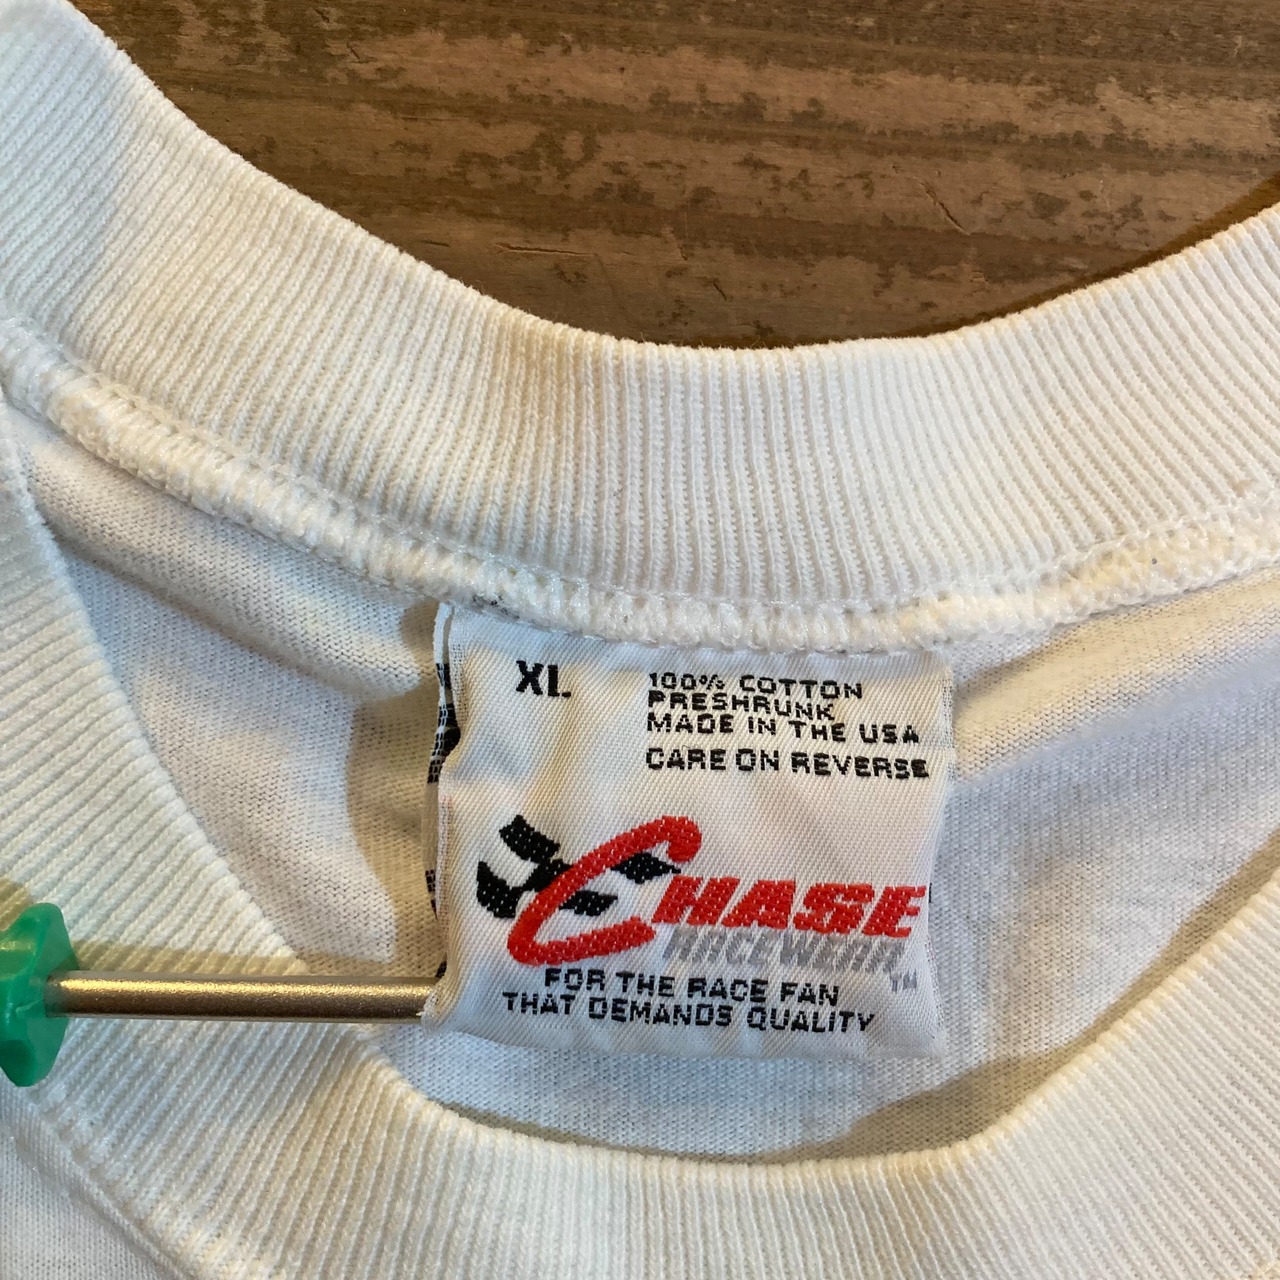 XL
100% COTTON
PRESHRUNK
MADE IN THE USA
CARE ON REVERSE
CHASE
RACEWEAR™
FOR THE RACE FAN
THAT DEMANDS QUALITY